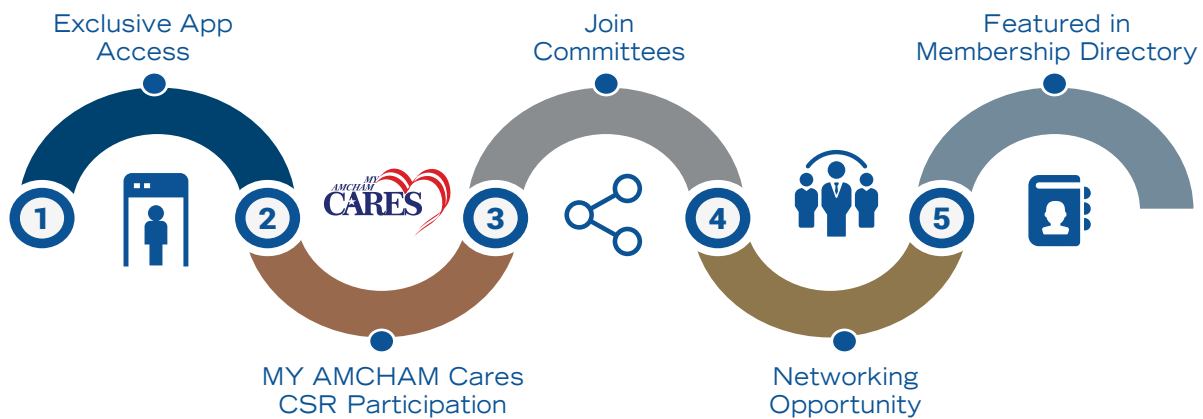 Exclusive App
Access
Join
Committees
Featured in
Membership Directory
1
2
MY
AMCHAM
CARES
3
4
5
MY AMCHAM Cares
CSR Participation
Networking
Opportunity